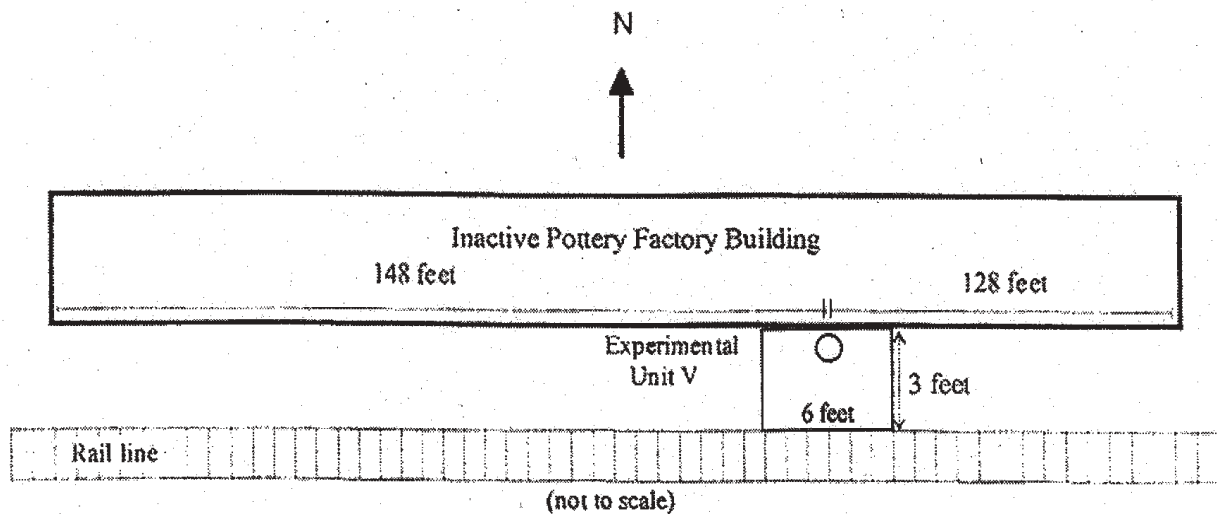 N
Inactive Pottery Factory Building
148 feet
128 feet
Experimental
Unit V
3 feet
6 feet
Rail line
(not to scale)